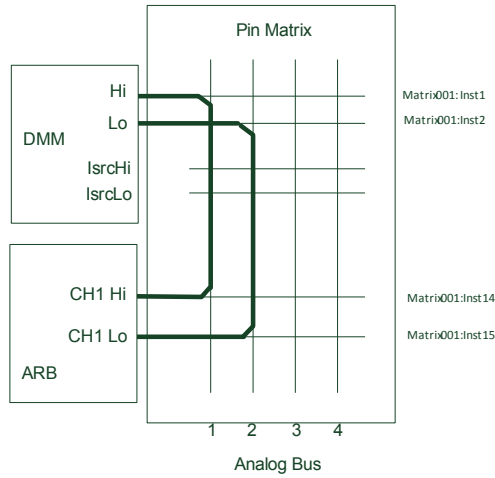 Pin Matrix
Hi
Matrix001:Inst1
Lo
Matrix001:Inst2
DMM
IsrcHi
IsrcLo
CH1 Hi
Matrix001:Inst14
CH1 Lo
Matrix001:Inst15
ARB
1 2 3 4
Analog Bus